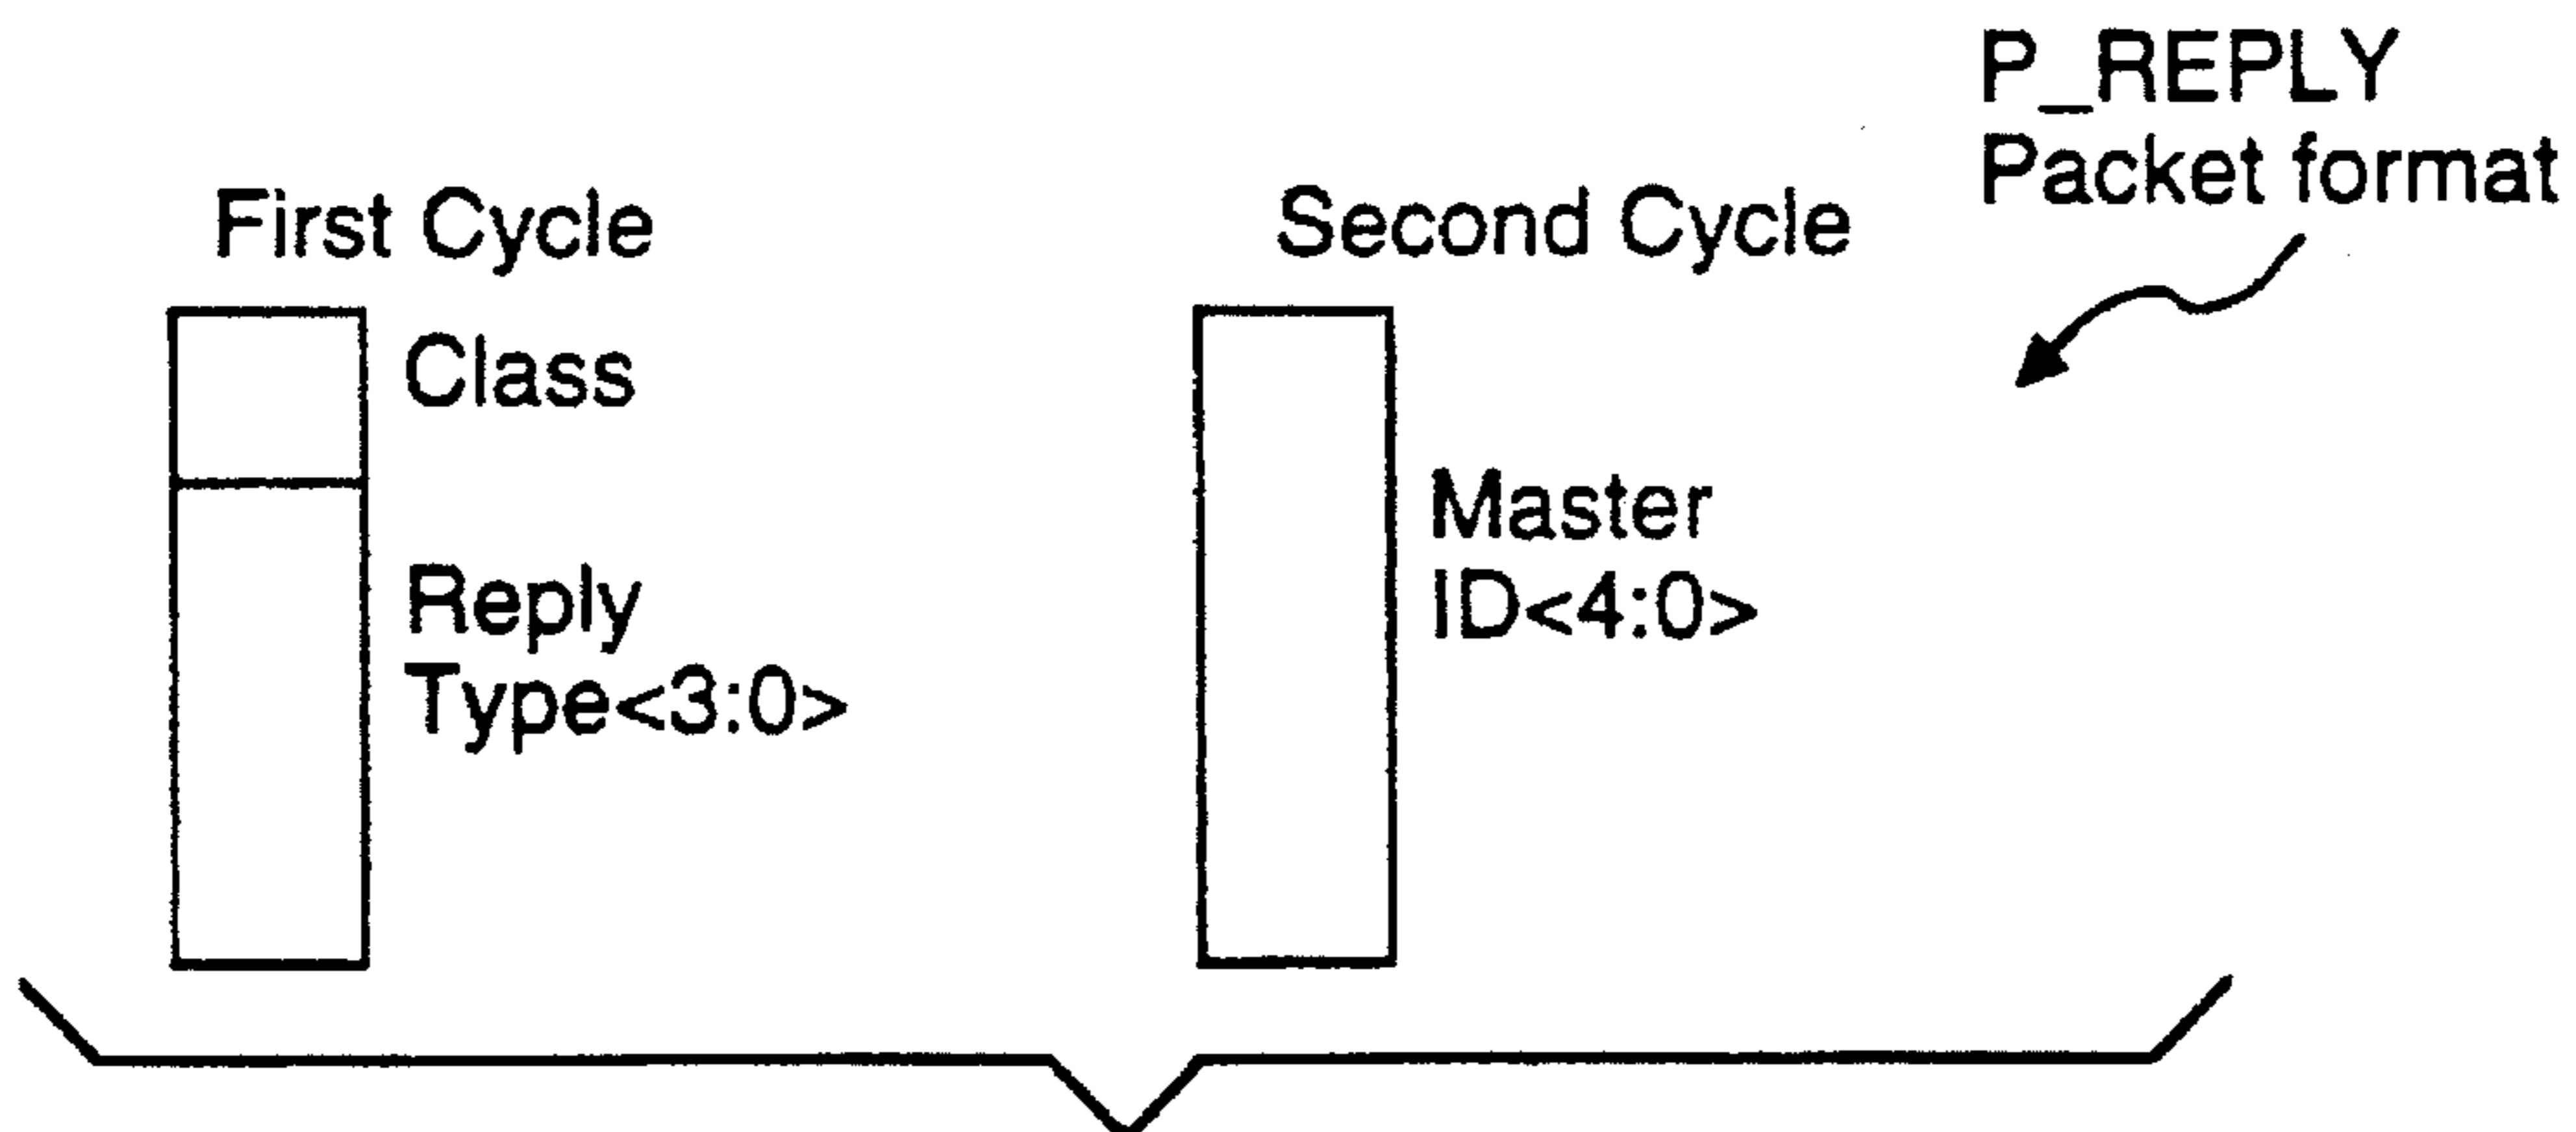 P_REPLY
Packet format
First Cycle
Second Cycle
Class
Reply
Type<3:0>
Master
ID<4:0>